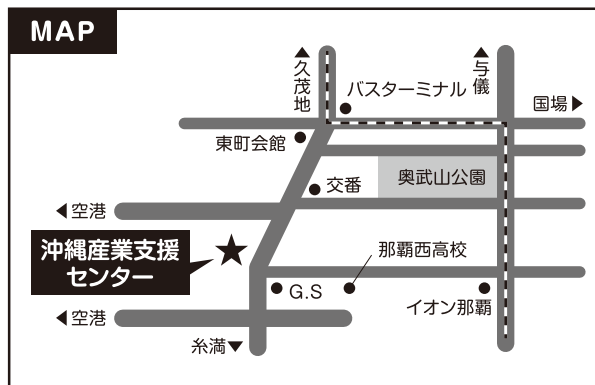 MAP
▲久茂地
▲与儀
バスターミナル
国場▶
東町会館
交番
奥武山公園
◀空港
沖縄産業支援
センター
那覇西高校
G.S
イオン那覇
◀空港
糸満▼